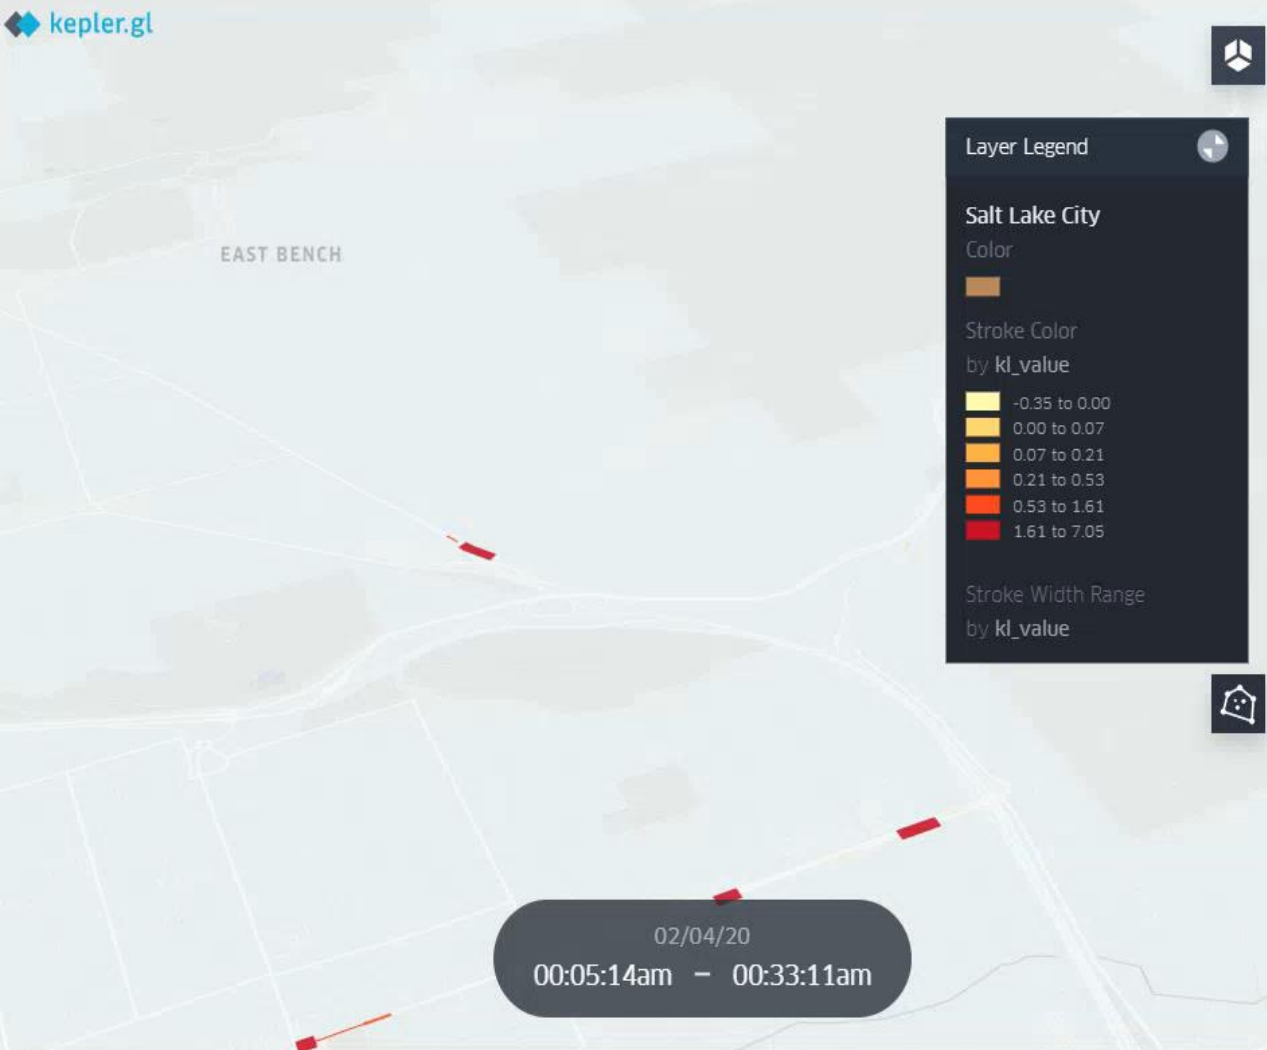 kepler.gl
EAST BENCH
Layer Legend
Salt Lake City
Color
Stroke Color
by kl_value
-0.35 to 0.00
0.00 to 0.07
0.07 to 0.21
0.21 to 0.53
0.53 to 1.61
1.61 to 7.05
Stroke Width Range
by kl_value
02/04/20
00:05:14am – 00:33:11am